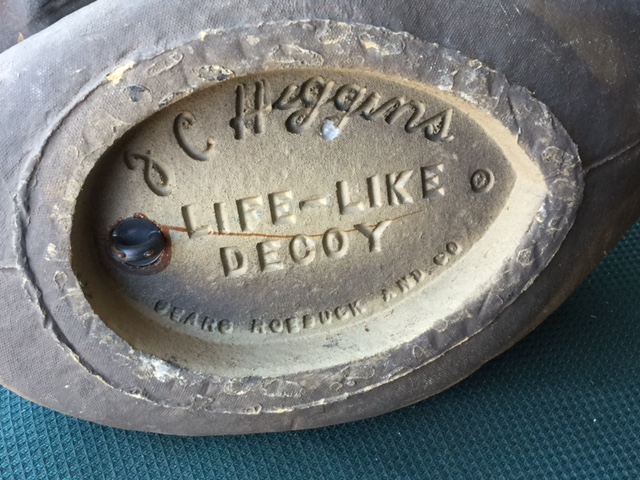 J C Higgins
LIFE-LIKE ®
DECOY
SEARS ROEBUCK AND CO